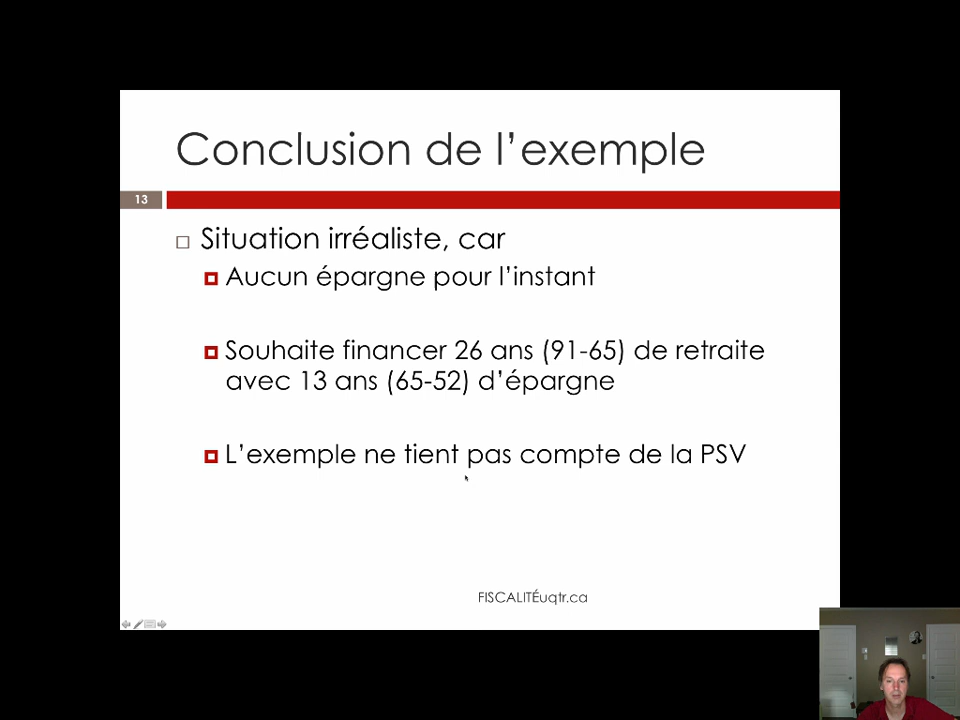 Conclusion de l’exemple
13
Situation irréaliste, car
Aucun épargne pour l’instant
Souhaite financer 26 ans (91-65) de retraite
avec 13 ans (65-52) d’épargne
L’exemple ne tient pas compte de la PSV
FISCALITÉuqtr.ca